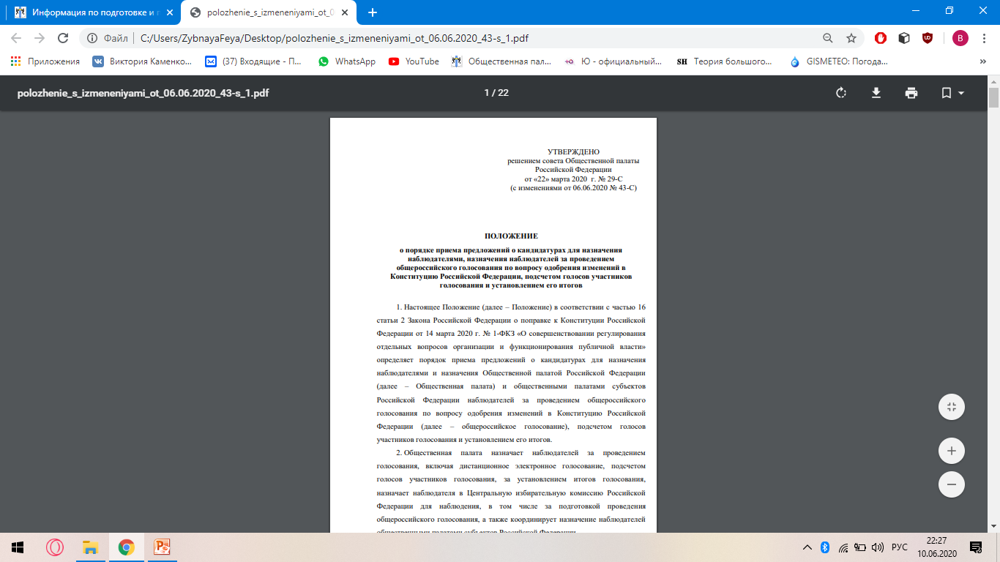 Информация по подготовке и п
polozhenie_s_izmeneniyami_ot_0
Файл
C:/Users/ZybnayaFeya/Desktop/polozhenie_s_izmeneniyami_ot_06.06.2020_43-s_1.pdf
B
Приложения
Виктория Каменко...
(37) Входящие - П...
WhatsApp
YouTube
Общественная пал...
Ю - официальный...
SH Теория большого...
GISMETEO: Погода...
polozhenie_s_izmeneniyami_ot_06.06.2020_43-s_1.pdf
1 / 22
УТВЕРЖДЕНО
решением совета Общественной палаты
Российской Федерации
от «22» марта 2020 г. № 29-С
(с изменениями от 06.06.2020 № 43-С)
ПОЛОЖЕНИЕ
о порядке приема предложений о кандидатурах для назначения
наблюдателями, назначения наблюдателей за проведением
общероссийского голосования по вопросу одобрения изменений в
Конституцию Российской Федерации, подсчетом голосов участников
голосования и установлением его итогов
1. Настоящее Положение (далее – Положение) в соответствии с частью 16
статьи 2 Закона Российской Федерации о поправке к Конституции Российской
Федерации от 14 марта 2020 г. № 1-ФКЗ «О совершенствовании регулирования
отдельных вопросов организации и функционирования публичной власти»
определяет порядок приема предложений о кандидатурах для назначения
наблюдателями и назначения Общественной палатой Российской Федерации
(далее – Общественная палата) и общественными палатами субъектов
Российской Федерации наблюдателей за проведением общероссийского
голосования по вопросу одобрения изменений в Конституцию Российской
Федерации (далее – общероссийское голосование), подсчетом голосов
участников голосования и установлением его итогов.
2. Общественная палата назначает наблюдателей за проведением
голосования, включая дистанционное электронное голосование, подсчетом
голосов участников голосования, за установлением итогов голосования,
назначает наблюдателя в Центральную избирательную комиссию Российской
Федерации для наблюдения, в том числе за подготовкой проведения
общероссийского голосования, а также координирует назначение наблюдателей
общественными палатами субъектов Российской Федерации.
РУС
22:27
10.06.2020